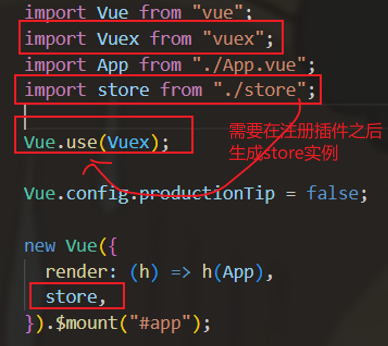 import Vue from "vue";
import Vuex from "vuex";
import App from "./App.vue";
import store from "./store";
Vue.use(Vuex);
需要在注册插件之后
生成store实例
Vue.config.productionTip = false;
new Vue({
render: (h) => h(App),
store,
}).$mount("#app");